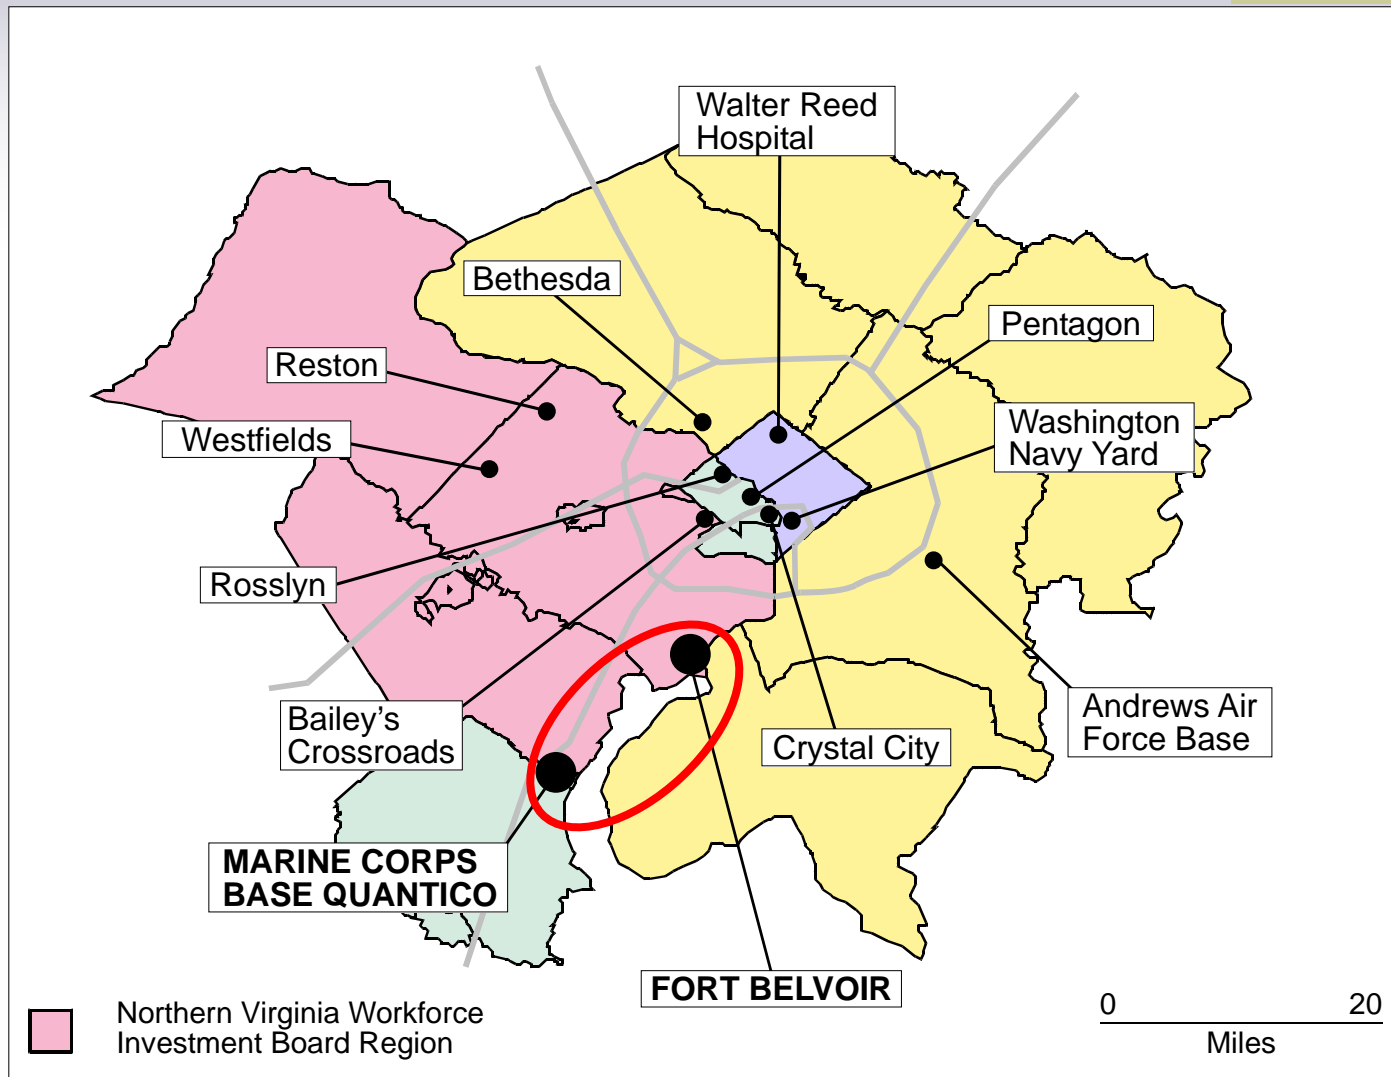 Walter Reed
Hospital
Bethesda
Pentagon
Reston
Washington
Navy Yard
Westfields
Rosslyn
Bailey’s
Crossroads
Andrews Air
Force Base
Crystal City
MARINE CORPS
BASE QUANTICO
FORT BELVOIR
Northern Virginia Workforce
Investment Board Region
0 20
Miles